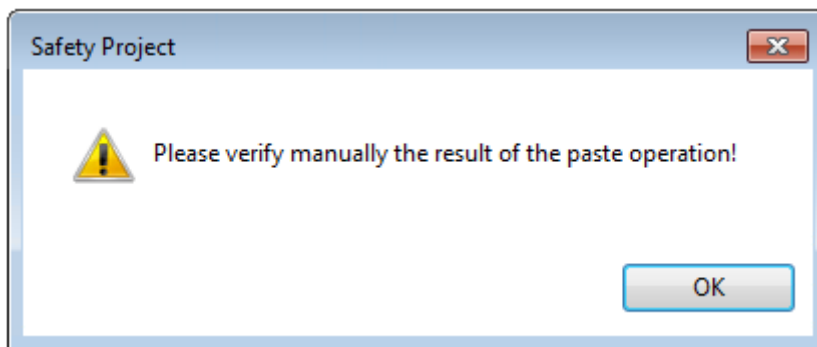 Safety Project
Please verify manually the result of the paste operation!
OK